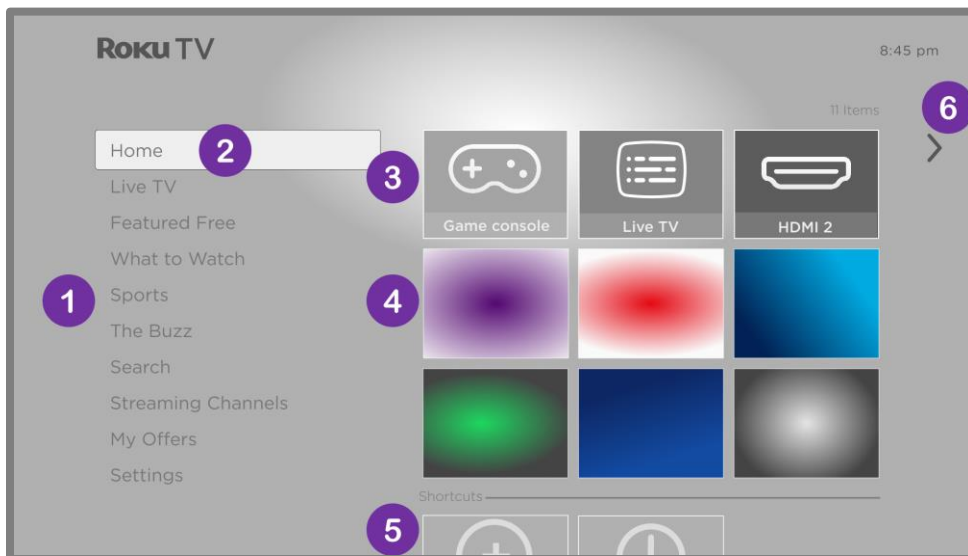 ROKU TV
8:45 pm
11 Items
6
Home
2
Live TV
Featured Free
What to Watch
Sports
The Buzz
Search
Streaming Channels
My Offers
Settings
1
3
Game console
Live TV
HDMI 2
4
Shortcuts
5